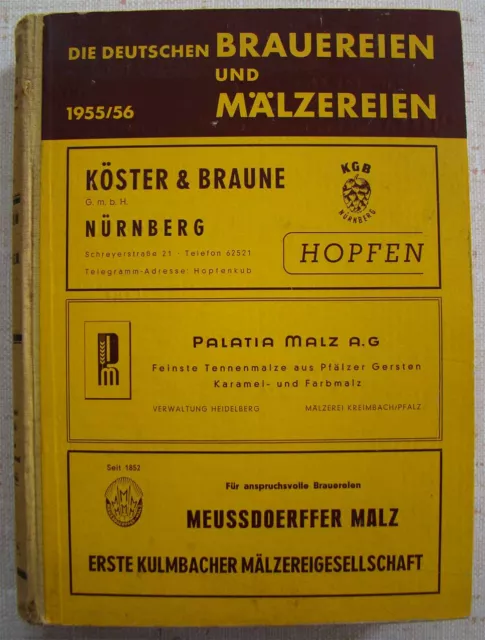 DIE DEUTSCHEN BRAUEREIEN
UND
1955/56 MÄLZEREIEN
KÖSTER & BRAUNE
G.m.b.H.
NÜRNBERG
Schreyerstraße 21 · Telefon 62521
Telegramm-Adresse: Hopfenkub
KGB
NÜRNBERG
HOPFEN
Pm
PALATIA MALZ A.G
Feinste Tennenmalze aus Pfälzer Gersten
Karamel- und Farbmalz
VERWALTUNG HEIDELBERG MÄLZEREI KREIMBACH/PFALZ
Seit 1852
Für anspruchsvolle Brauereien
MEUSSDOERFFER MALZ
ERSTE KULMBACHER MÄLZEREIGESELLSCHAFT